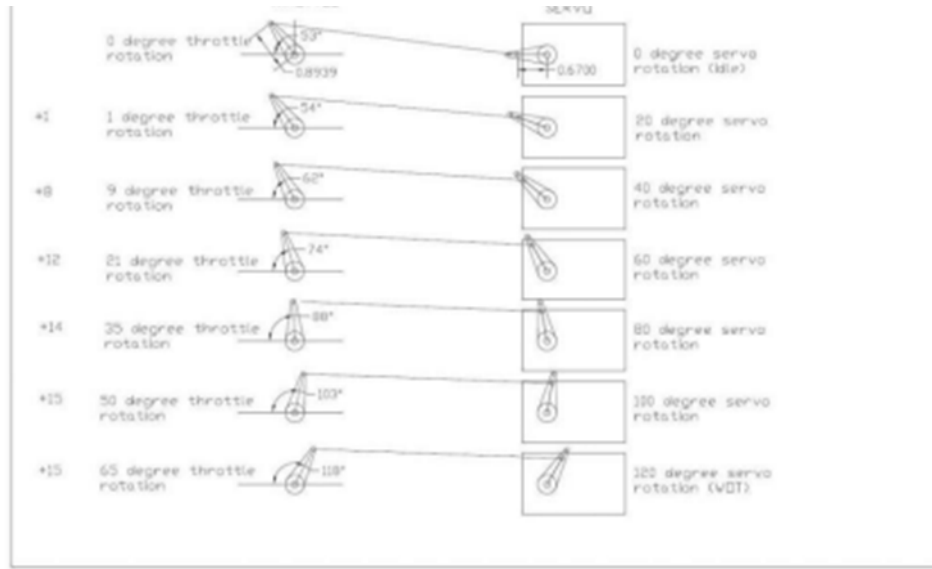 SERVO
0 degree throttle
rotation
53°
0.8939
0.6700
0 degree servo
rotation (Idle)
+1
1 degree throttle
rotation
54°
20 degree servo
rotation
+8
9 degree throttle
rotation
62°
40 degree servo
rotation
+12
21 degree throttle
rotation
74°
60 degree servo
rotation
+14
35 degree throttle
rotation
88°
80 degree servo
rotation
+15
50 degree throttle
rotation
103°
100 degree servo
rotation
+15
65 degree throttle
rotation
118°
120 degree servo
rotation (WOT)